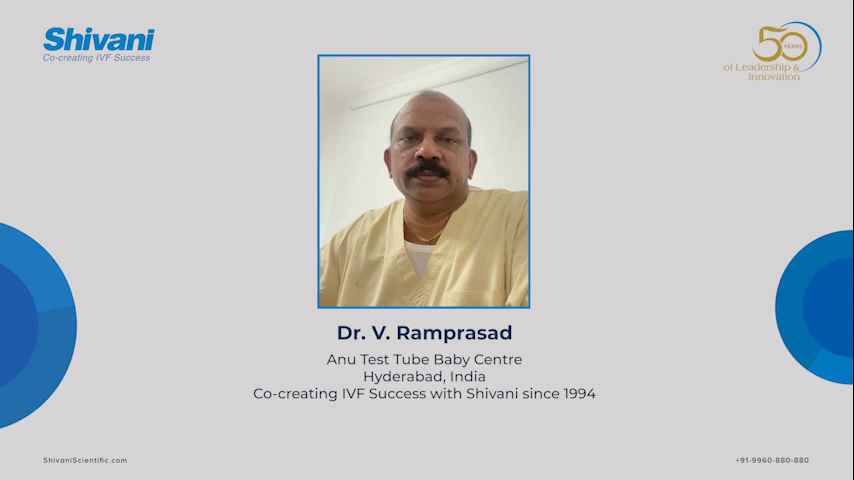 Shivani
Co-creating IVF Success
50 YEARS
of Leadership &
Innovation
Dr. V. Ramprasad
Anu Test Tube Baby Centre
Hyderabad, India
Co-creating IVF Success with Shivani since 1994
ShivaniScientific.com
+91-9960-880-880